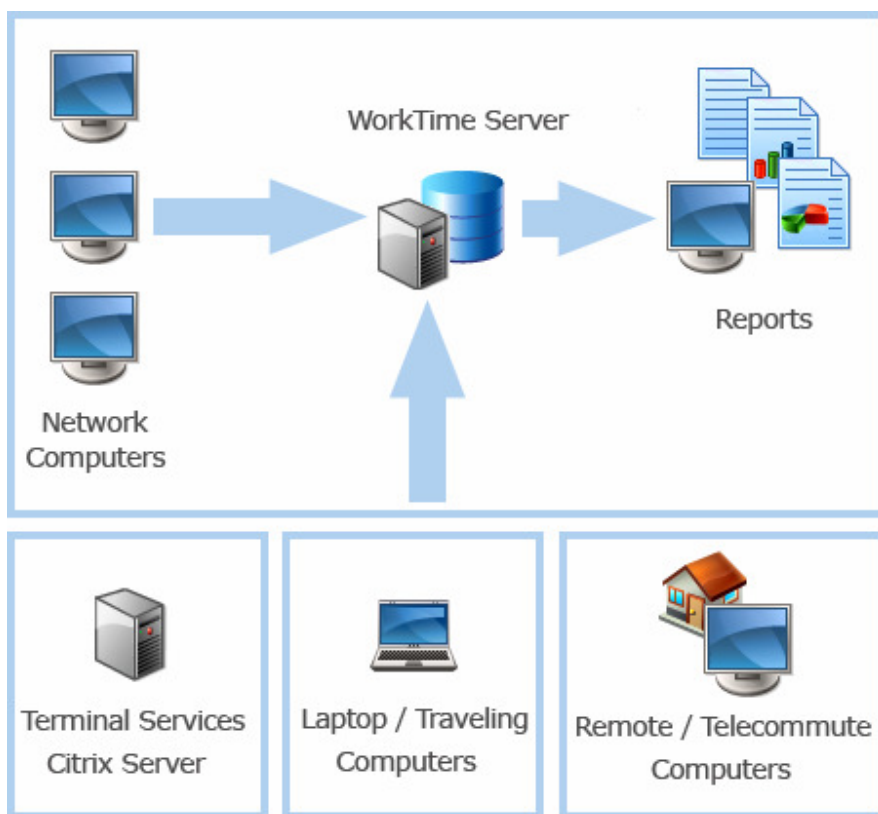 WorkTime Server
Reports
Network
Computers
Terminal Services
Citrix Server
Laptop / Traveling
Computers
Remote / Telecommute
Computers